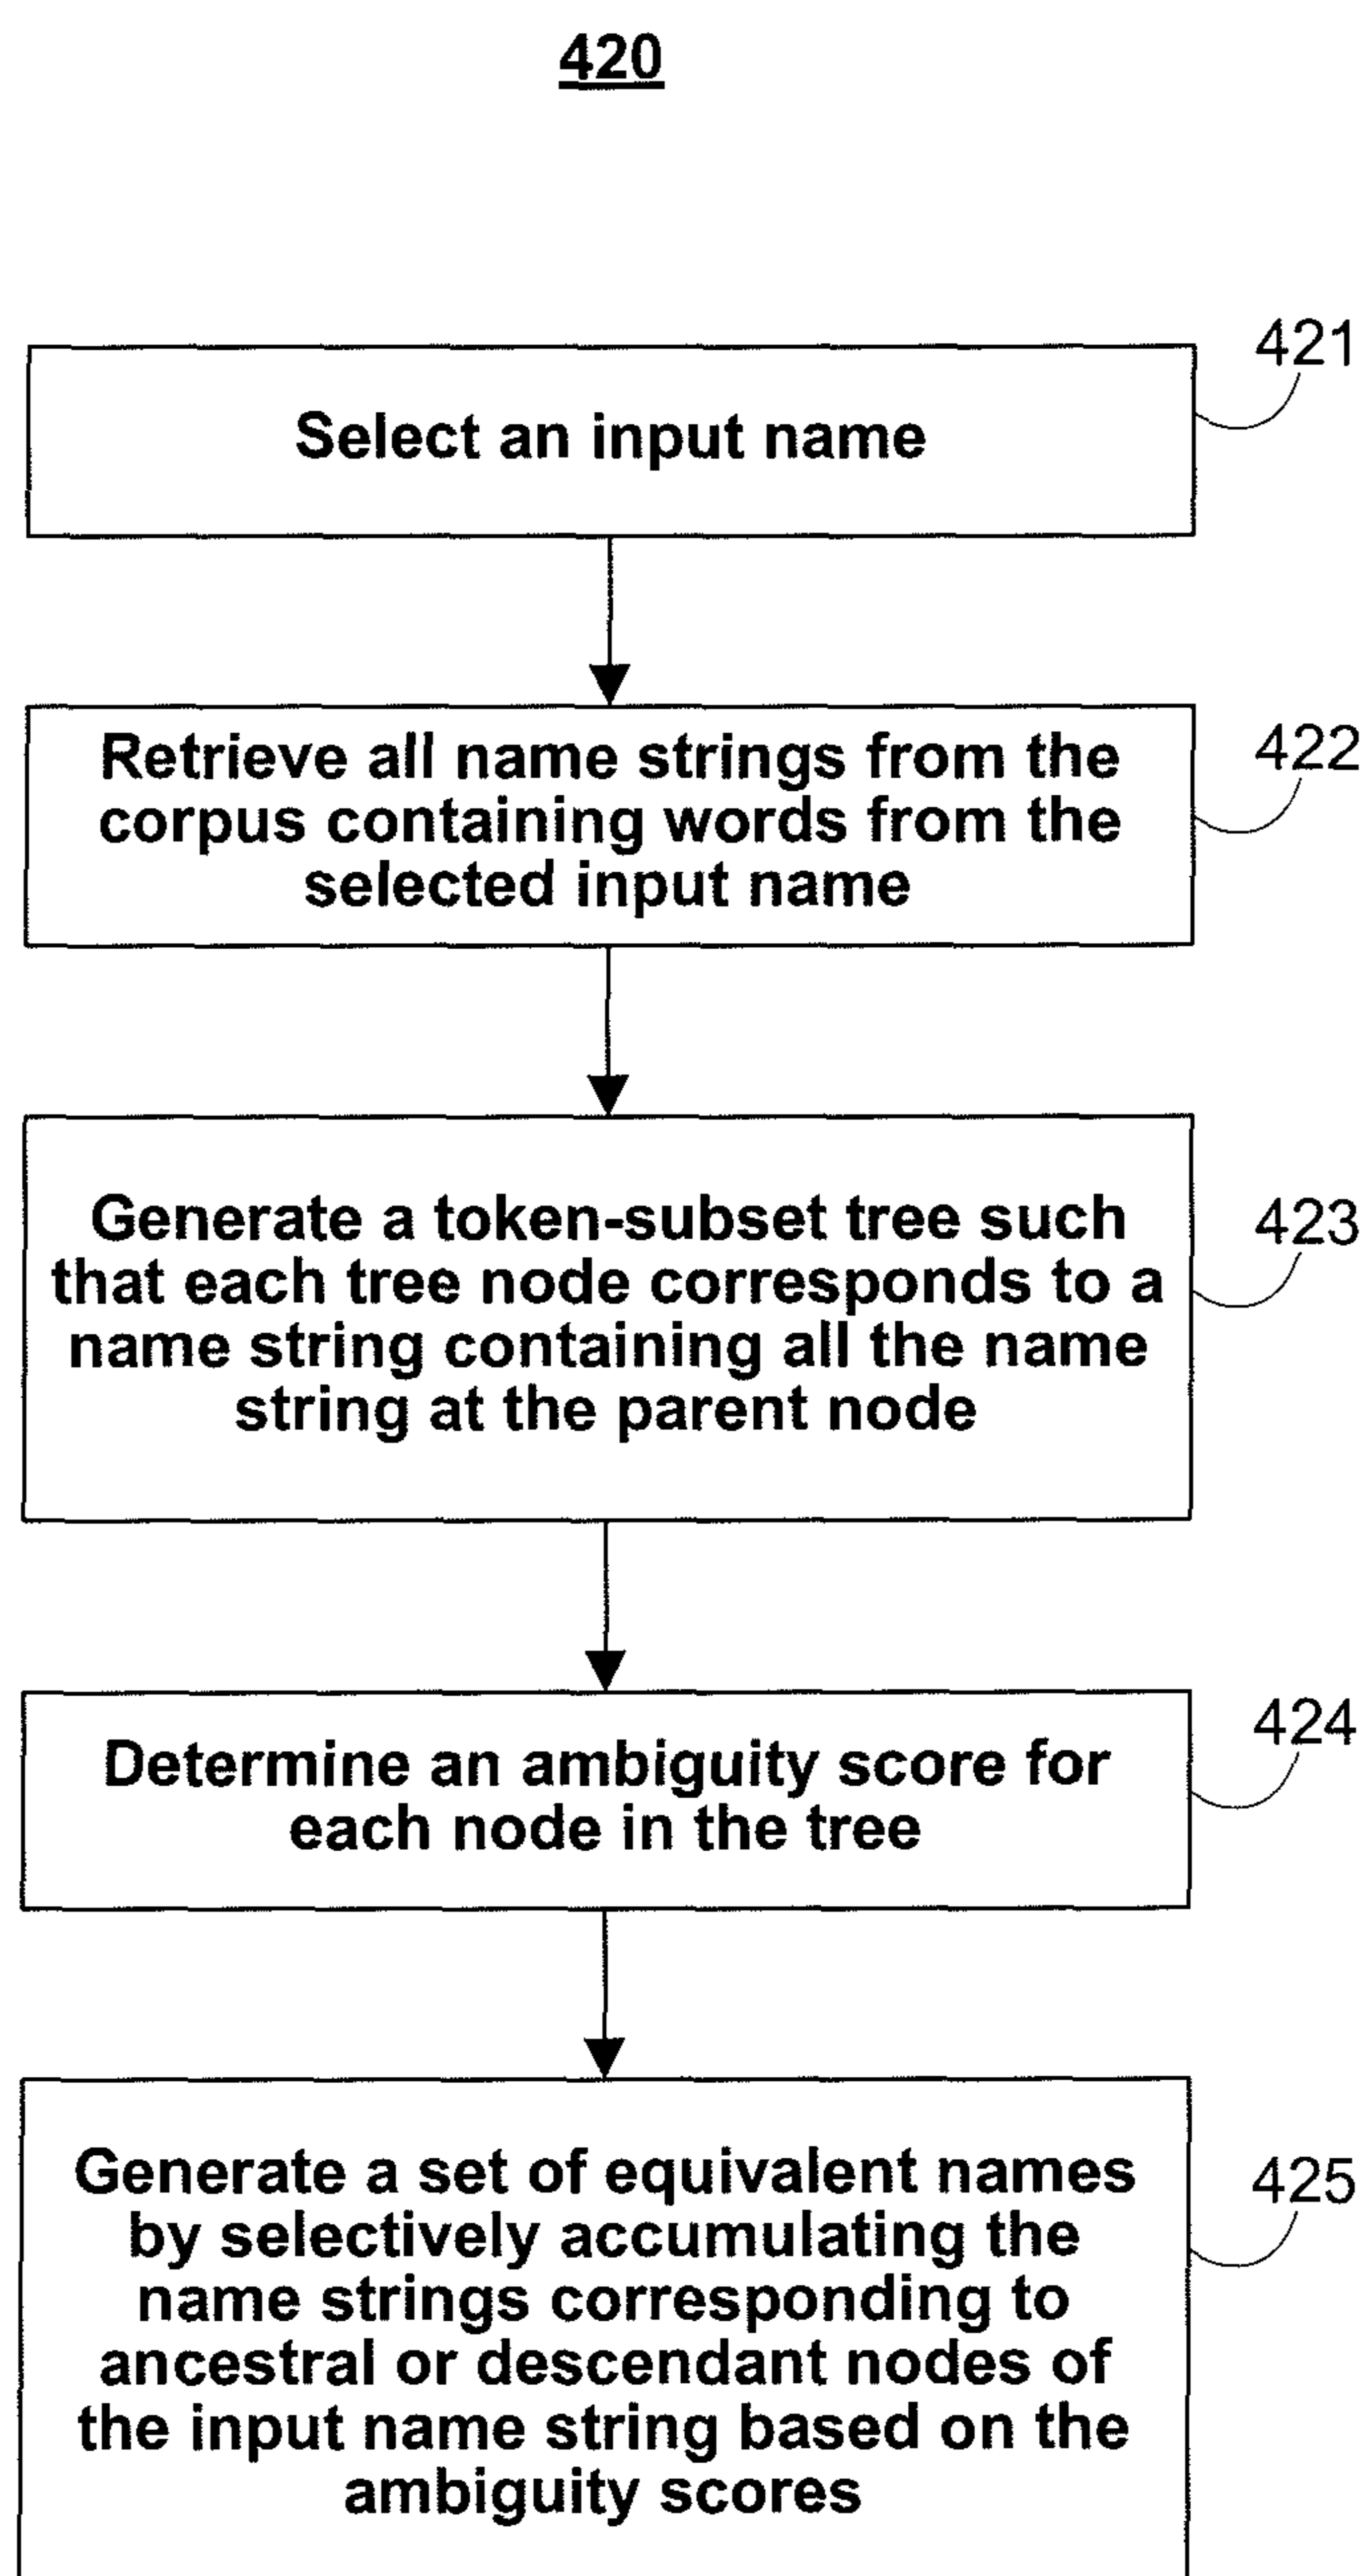 420
421
Select an input name
422
Retrieve all name strings from the
corpus containing words from the
selected input name
423
Generate a token-subset tree such
that each tree node corresponds to a
name string containing all the name
string at the parent node
424
Determine an ambiguity score for
each node in the tree
425
Generate a set of equivalent names
by selectively accumulating the
name strings corresponding to
ancestral or descendant nodes of
the input name string based on the
ambiguity scores